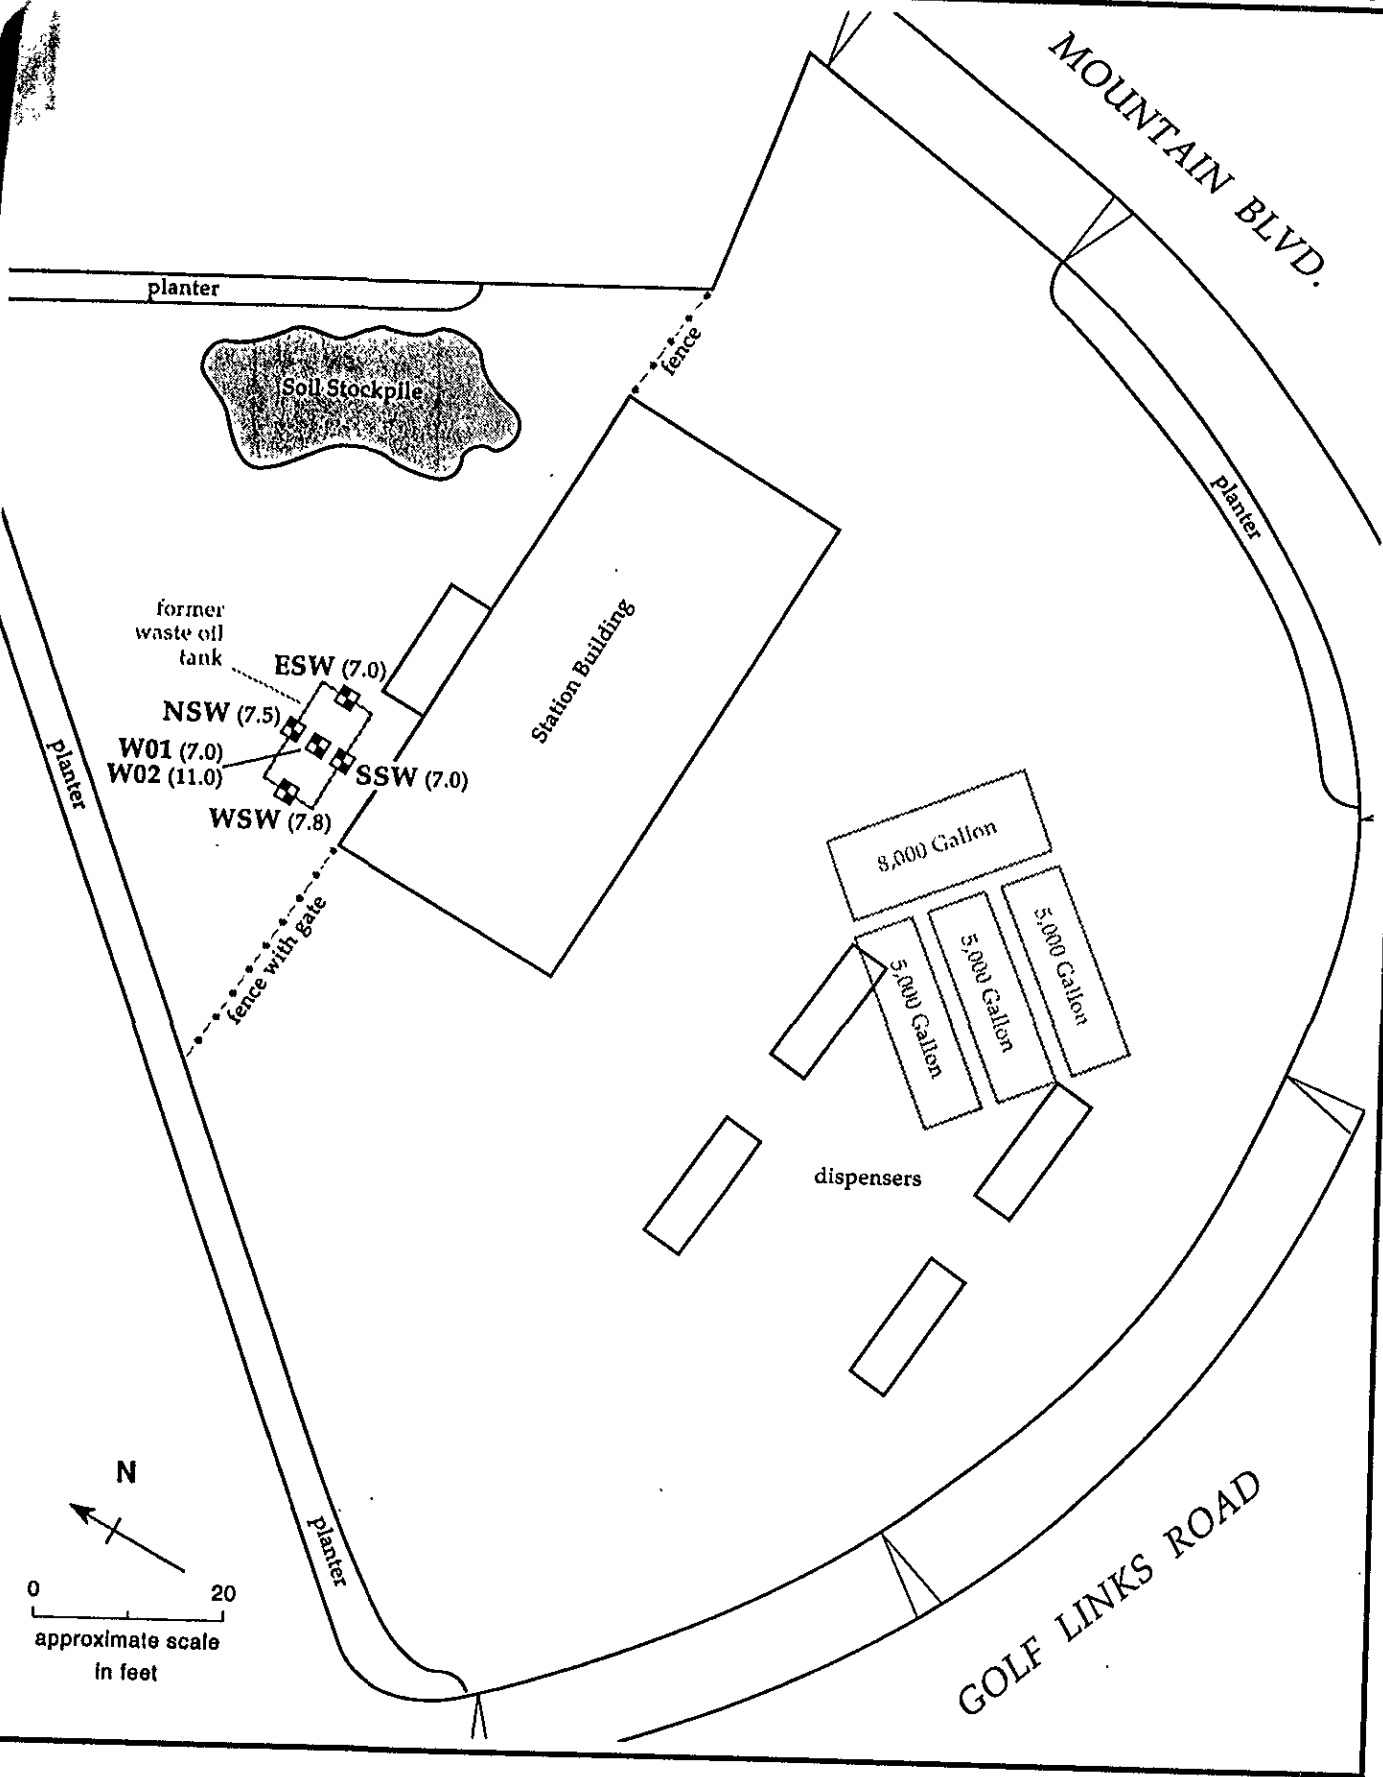 MOUNTAIN BLVD.
planter
fence
Soil Stockpile
planter
Station Building
former
waste oil
tank
ESW (7.0)
NSW (7.5)
W01 (7.0)
W02 (11.0)
SSW (7.0)
WSW (7.8)
planter
8,000 Gallon
5,000 Gallon
5,000 Gallon
5,000 Gallon
fence with gate
dispensers
N
planter
0 20
approximate scale
in feet
GOLF LINKS ROAD